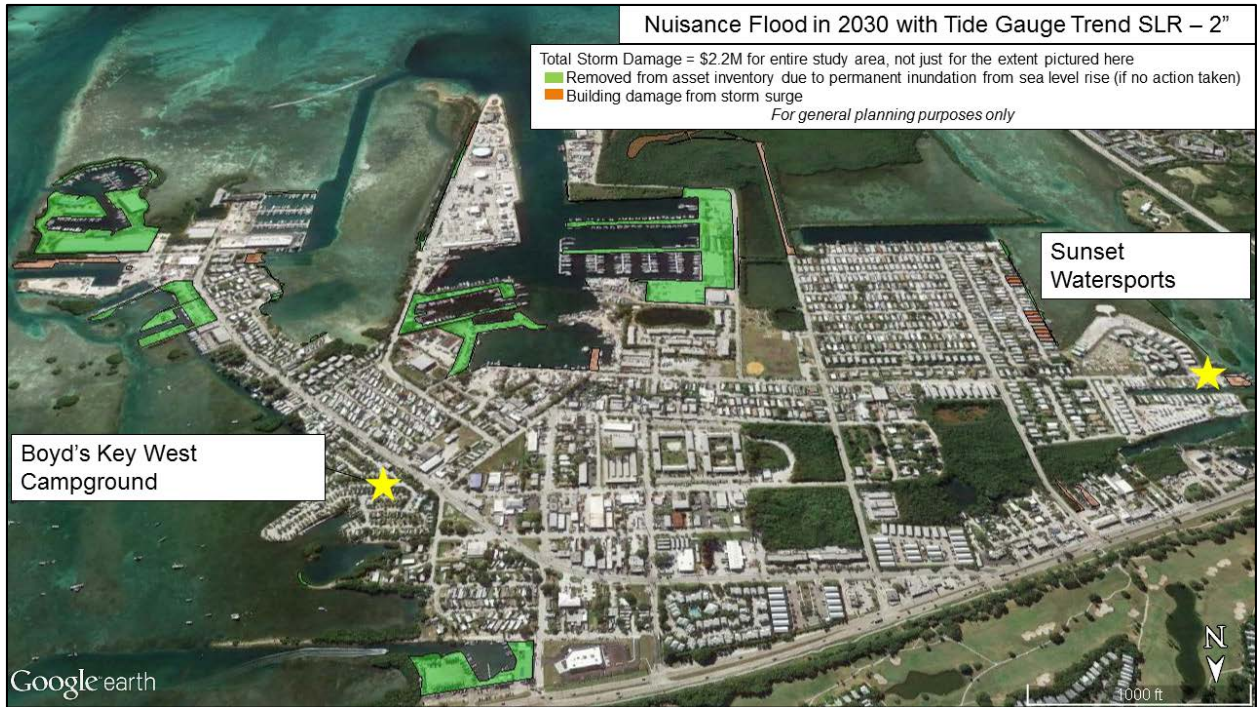 Nuisance Flood in 2030 with Tide Gauge Trend SLR – 2”
Total Storm Damage = $2.2M for entire study area, not just for the extent pictured here
Removed from asset inventory due to permanent inundation from sea level rise (if no action taken)
Building damage from storm surge
For general planning purposes only
Sunset
Watersports
Boyd’s Key West
Campground
N
Google earth
1000 ft